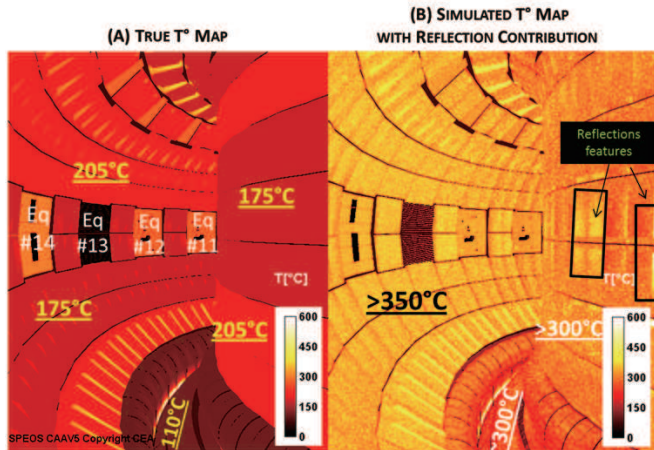 (A) TRUE T° MAP
205°C
175°C
Eq
#14
Eq
#13
Eq
#12
Eq
#11
175°C
205°C
110°C
T[°C]
600
450
300
150
0
SPEOS CAAV5 Copyright CEA
(B) SIMULATED T° MAP
WITH REFLECTION CONTRIBUTION
Reflections
features
>350°C
>300°C
>300°C
T[°C]
600
450
300
150
0